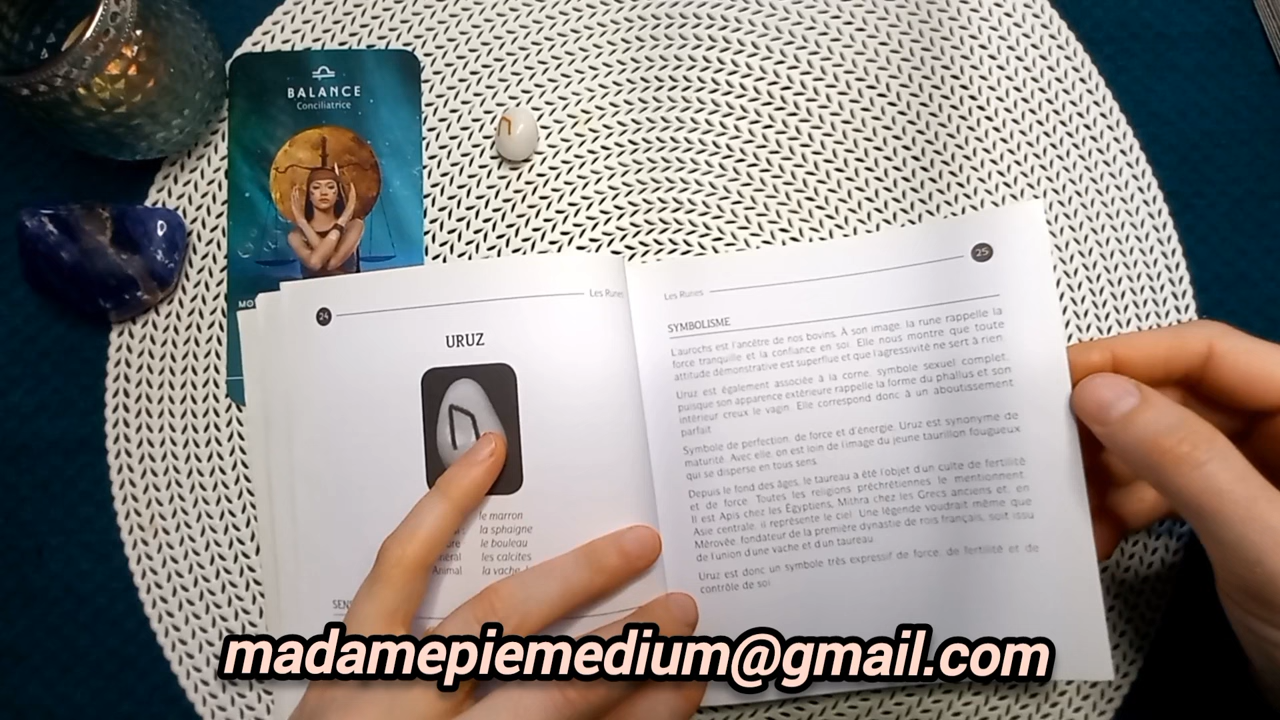 BALANCE
Conciliatrice
MO
24
Les Runes
URUZ
le marron
la sphaigne
le bouleau
les calcites
Animal
la vache
25
Les Runes
SYMBOLISME
L'aurochs est l'ancêtre de nos bovins. À son image, la rune rappelle la
force tranquille et la confiance en soi. Elle nous montre que toute
attitude démonstrative est superflue et que l'agressivité ne sert à rien.
Uruz est également associée à la corne, symbole sexuel complet,
puisque son apparence extérieure rappelle la forme du phallus et son
intérieur creux le vagin. Elle correspond donc à un aboutissement
parfait.
Symbole de perfection, de force et d'énergie, Uruz est synonyme de
maturité. Avec elle, on est loin de l'image du jeune taurillon fougueux
qui se disperse en tous sens.
Depuis le fond des âges, le taureau a été l'objet d'un culte de fertilité
et de force. Toutes les religions préchrétiennes le mentionnent.
Il est Apis chez les Égyptiens, Mithra chez les Grecs anciens et, en
Asie centrale, il représente le ciel. Une légende voudrait même que
Mérovée, fondateur de la première dynastie de rois français, soit issu
de l'union d'une vache et d'un taureau.
Uruz est donc un symbole très expressif de force, de fertilité et de
contrôle de soi.
madamepiemedium@gmail.com